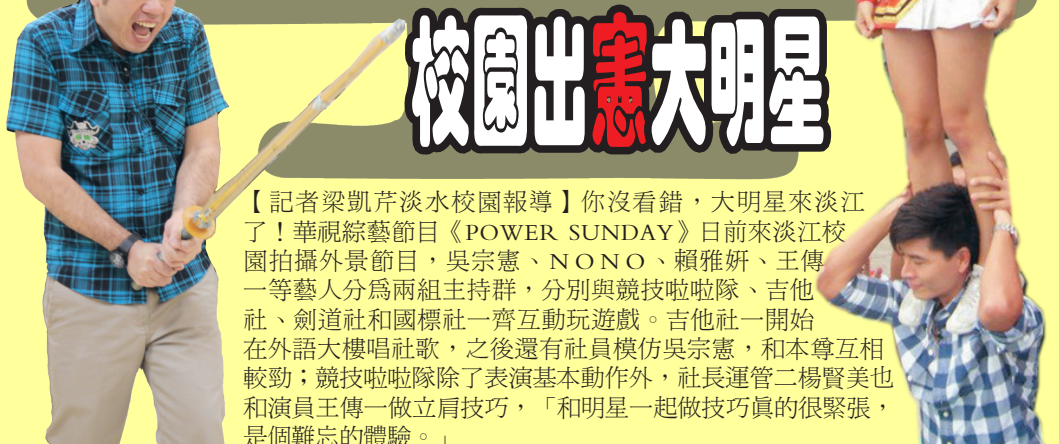 校園出憲大明星
【記者梁凱芹淡水校園報導】你沒看錯，大明星來淡江
了！華視綜藝節目《POWER SUNDAY》日前來淡江校
園拍攝外景節目，吳宗憲、NONO、賴雅妍、王傳
一等藝人分為兩組主持群，分別與競技啦啦隊、吉他
社、劍道社和國標社一齊互動玩遊戲。吉他社一開始
在外語大樓唱社歌，之後還有社員模仿吳宗憲，和本尊互相
較勁；競技啦啦隊除了表演基本動作外，社長運管二楊賢美也
和演員王傳一做立肩技巧，「和明星一起做技巧真的很緊張，
是個難忘的體驗。」